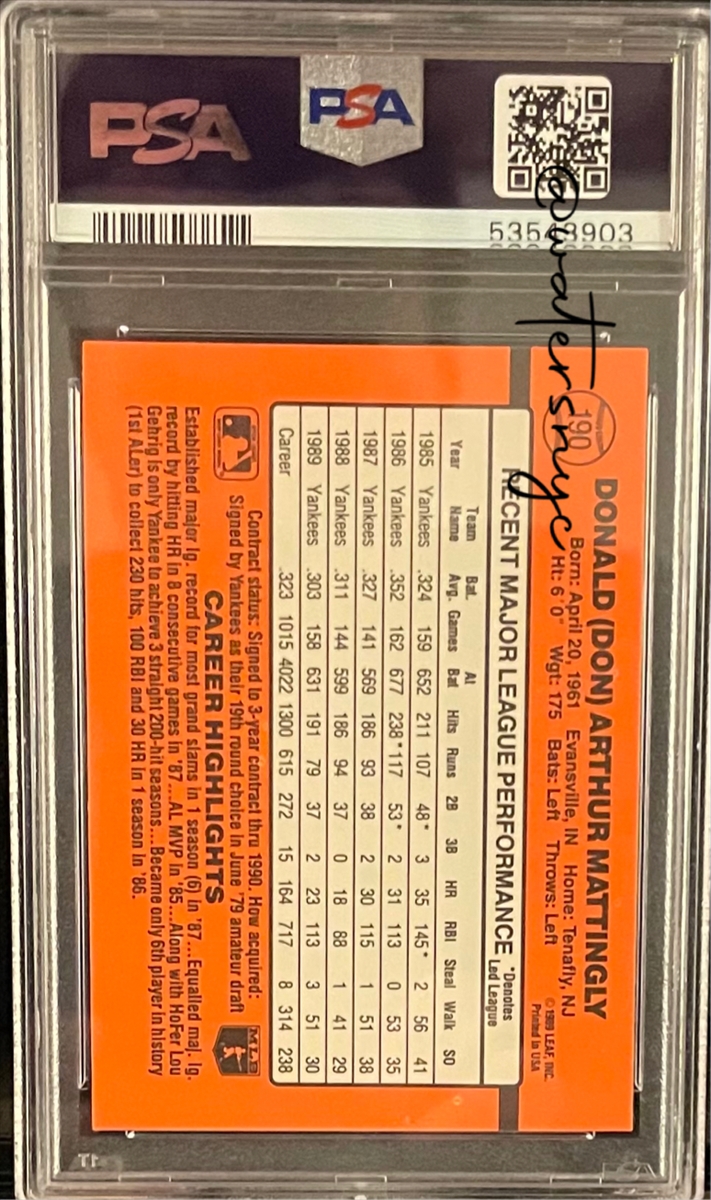 PSA
PSA
@watersnyc
190
DONALD (DON) ARTHUR MATTINGLY
Born: April 20, 1961 Evansville, IN Home: Tenafly, NJ
Ht: 6'0" Wgt: 175 Bats: Left Throws: Left
© 1989 LEAF, INC.
Printed in USA
RECENT MAJOR LEAGUE PERFORMANCE *Denotes Led League
Year Team Name Bat. Avg. Games At Bat Hits Runs 2B 3B HR RBI Steal Walk SO
1985 Yankees .324 159 652 211 107 48* 3 35 145* 2 56 41
1986 Yankees .352 162 677 238* 117 53* 2 31 113 0 53 35
1987 Yankees .327 141 569 186 93 38 2 30 115 1 51 38
1988 Yankees .311 144 599 186 94 37 0 18 88 1 41 29
1989 Yankees .303 158 631 191 79 37 2 23 113 3 51 30
Career .323 1015 4022 1300 615 272 15 164 717 8 314 238
Contract status: Signed to 3-year contract thru 1990. How acquired:
Signed by Yankees as their 19th round choice in June '79 amateur draft
CAREER HIGHLIGHTS
Established major lg. record for most grand slams in 1 season (6) in '87...Equalled maj. lg.
record by hitting HR in 8 consecutive games in '87...AL MVP in '85...Along with HoFer Lou
Gehrig is only Yankee to achieve 3 straight 200-hit seasons...Became only 6th player in history
(1st ALer) to collect 230 hits, 100 RBI and 30 HR in 1 season in '86.